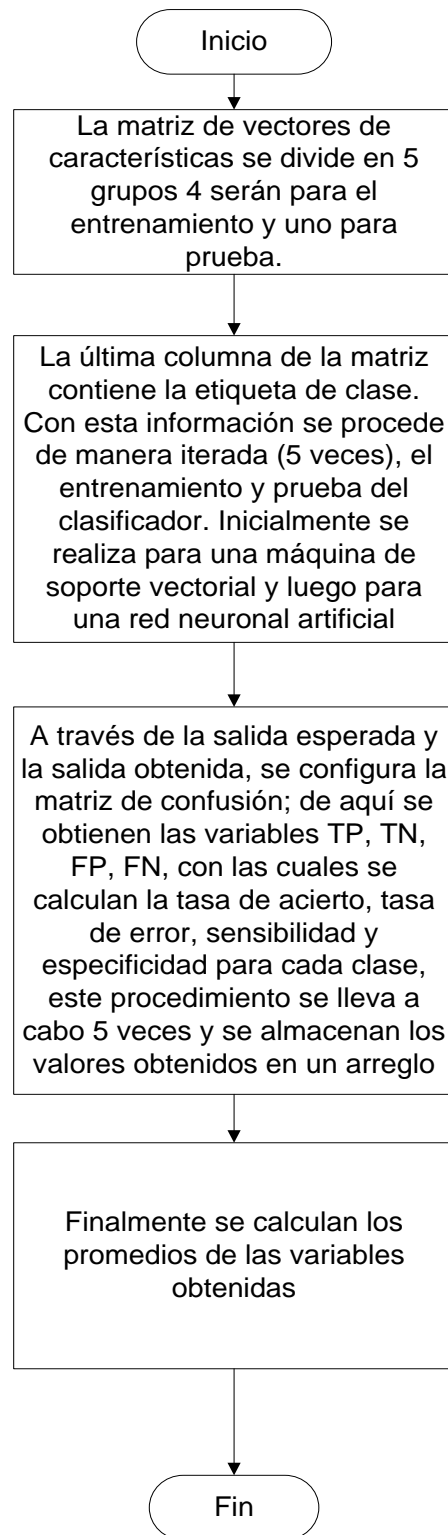 Inicio
La matriz de vectores de
característicras se divide en 5
grupos 4 serán para el
entrenamiento y uno para
prueba.
La última columna de la matriz
contiene la etiqueta de clase.
Con esta información se procede
de manera iterada (5 veces), el
entrenamiento y prueba del
clasificador. Inicialmente se
realiza para una máquina de
soporte vectorial y luego para
una red neuronal artificial
A través de la salida esperada y
la salida obtenida, se configura la
matriz de confusión; de aquí se
obtienen las variables TP, TN,
FP, FN, con las cuales se
calculan la tasa de acierto, tasa
de error, sensibilidad y
especificidad para cada clase,
este procedimiento se lleva a
cabo 5 veces y se almacenan los
valores obtenidos en un arreglo
Finalmente se calculan los
promedios de las variables
obtenidas
Fin